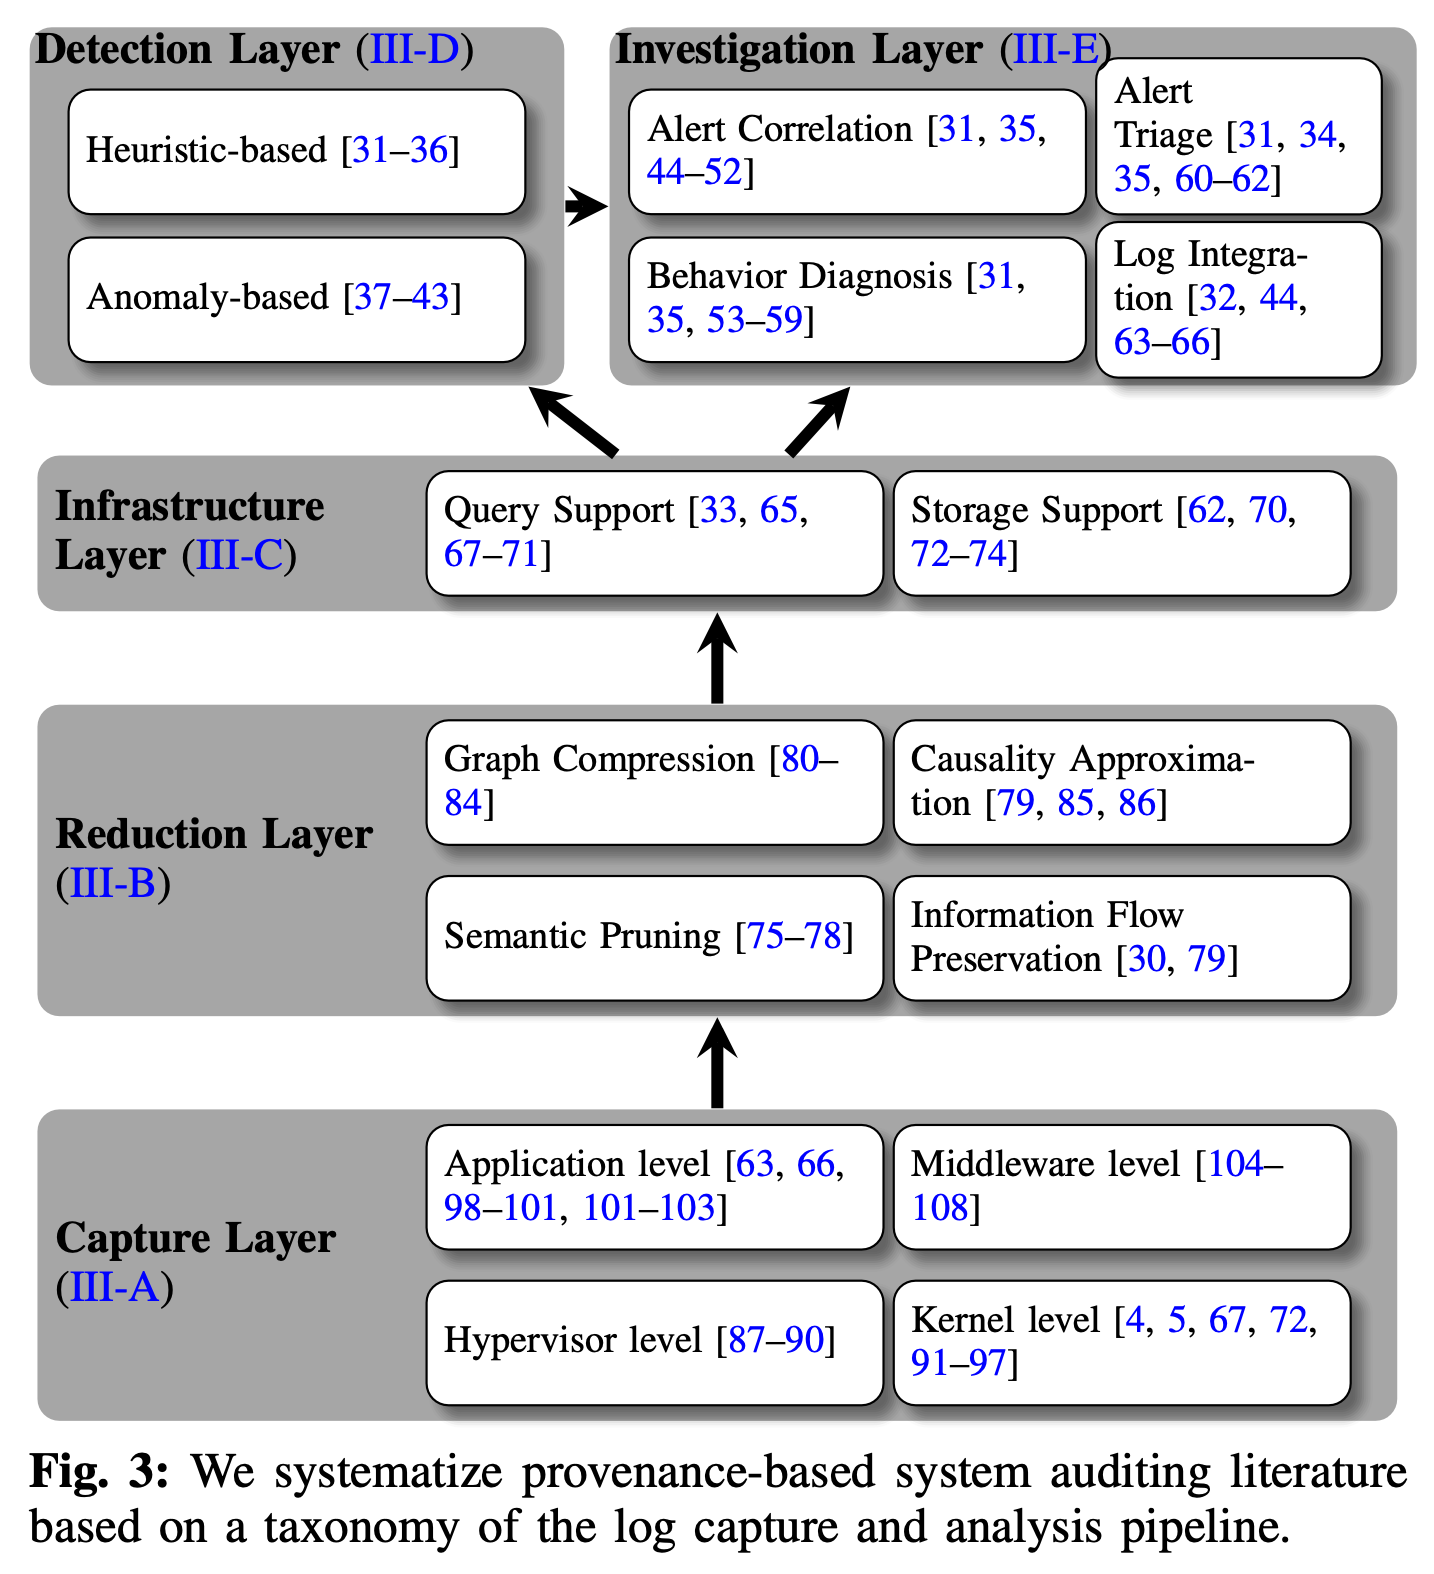 Detection Layer (III-D)
Heuristic-based [31–36]
Anomaly-based [37–43]
Investigation Layer (III-E)
Alert Correlation [31, 35,
44–52]
Alert
Triage [31, 34,
35, 60–62]
Behavior Diagnosis [31,
35, 53–59]
Log Integra-
tion [32, 44,
63–66]
Infrastructure
Layer (III-C)
Query Support [33, 65,
67–71]
Storage Support [62, 70,
72–74]
Reduction Layer
(III-B)
Graph Compression [80–
84]
Causality Approxima-
tion [79, 85, 86]
Semantic Pruning [75–78]
Information Flow
Preservation [30, 79]
Capture Layer
(III-A)
Application level [63, 66,
98–101, 101–103]
Middleware level [104–
108]
Hypervisor level [87–90]
Kernel level [4, 5, 67, 72,
91–97]
Fig. 3: We systematize provenance-based system auditing literature
based on a taxonomy of the log capture and analysis pipeline.